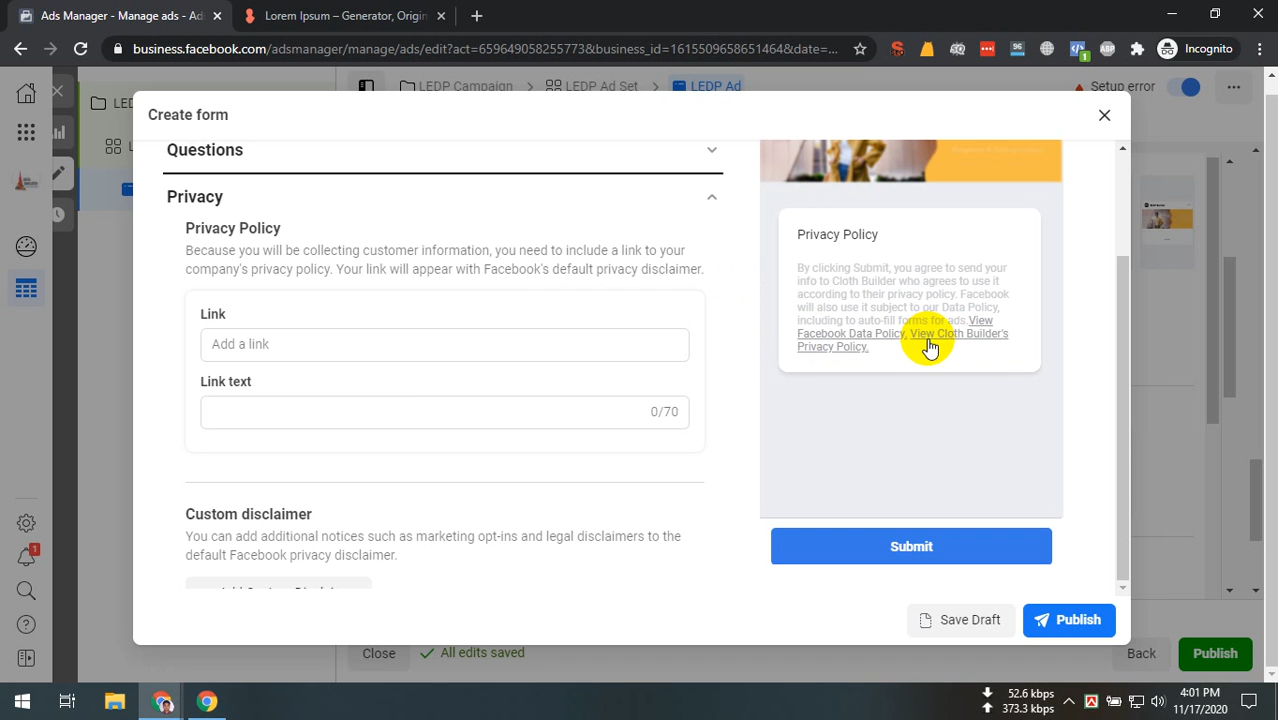 Ads Manager - Manage ads - Ads
Lorem Ipsum – Generator, Origin
business.facebook.com/adsmanager/manage/ads/edit?act=659649058255773&business_id=1615509658651464&date=...
96
1
ABP
Incognito
LEDP Campaign
LEDP Ad Set
LEDP Ad
Setup error
LED
Create form
Questions
Privacy
Privacy Policy
Because you will be collecting customer information, you need to include a link to your
company's privacy policy. Your link will appear with Facebook's default privacy disclaimer.
Link
Add a link
Link text
0/70
Custom disclaimer
You can add additional notices such as marketing opt-ins and legal disclaimers to the
default Facebook privacy disclaimer.
Privacy Policy
By clicking Submit, you agree to send your
info to Cloth Builder who agrees to use it
according to their privacy policy. Facebook
will also use it subject to our Data Policy,
including to auto-fill forms for ads. View
Facebook Data Policy. View Cloth Builder's
Privacy Policy.
Submit
Save Draft
Publish
1
Close
All edits saved
Back
Publish
52.6 kbps
373.3 kbps
4:01 PM
11/17/2020